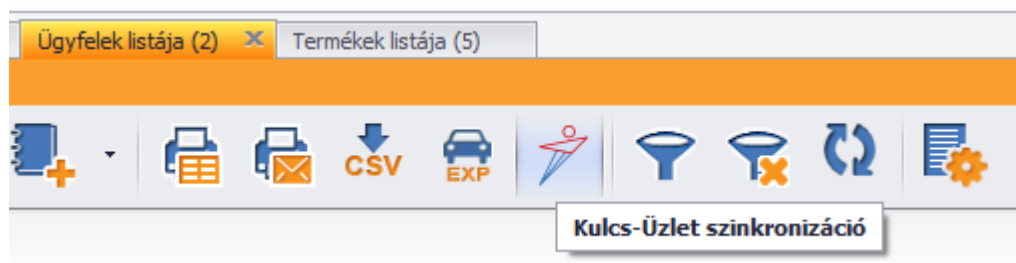 Ügyfelek listája (2)
Termékek listája (5)
CSV
EXP
Kulcs-Üzlet szinkronizáció